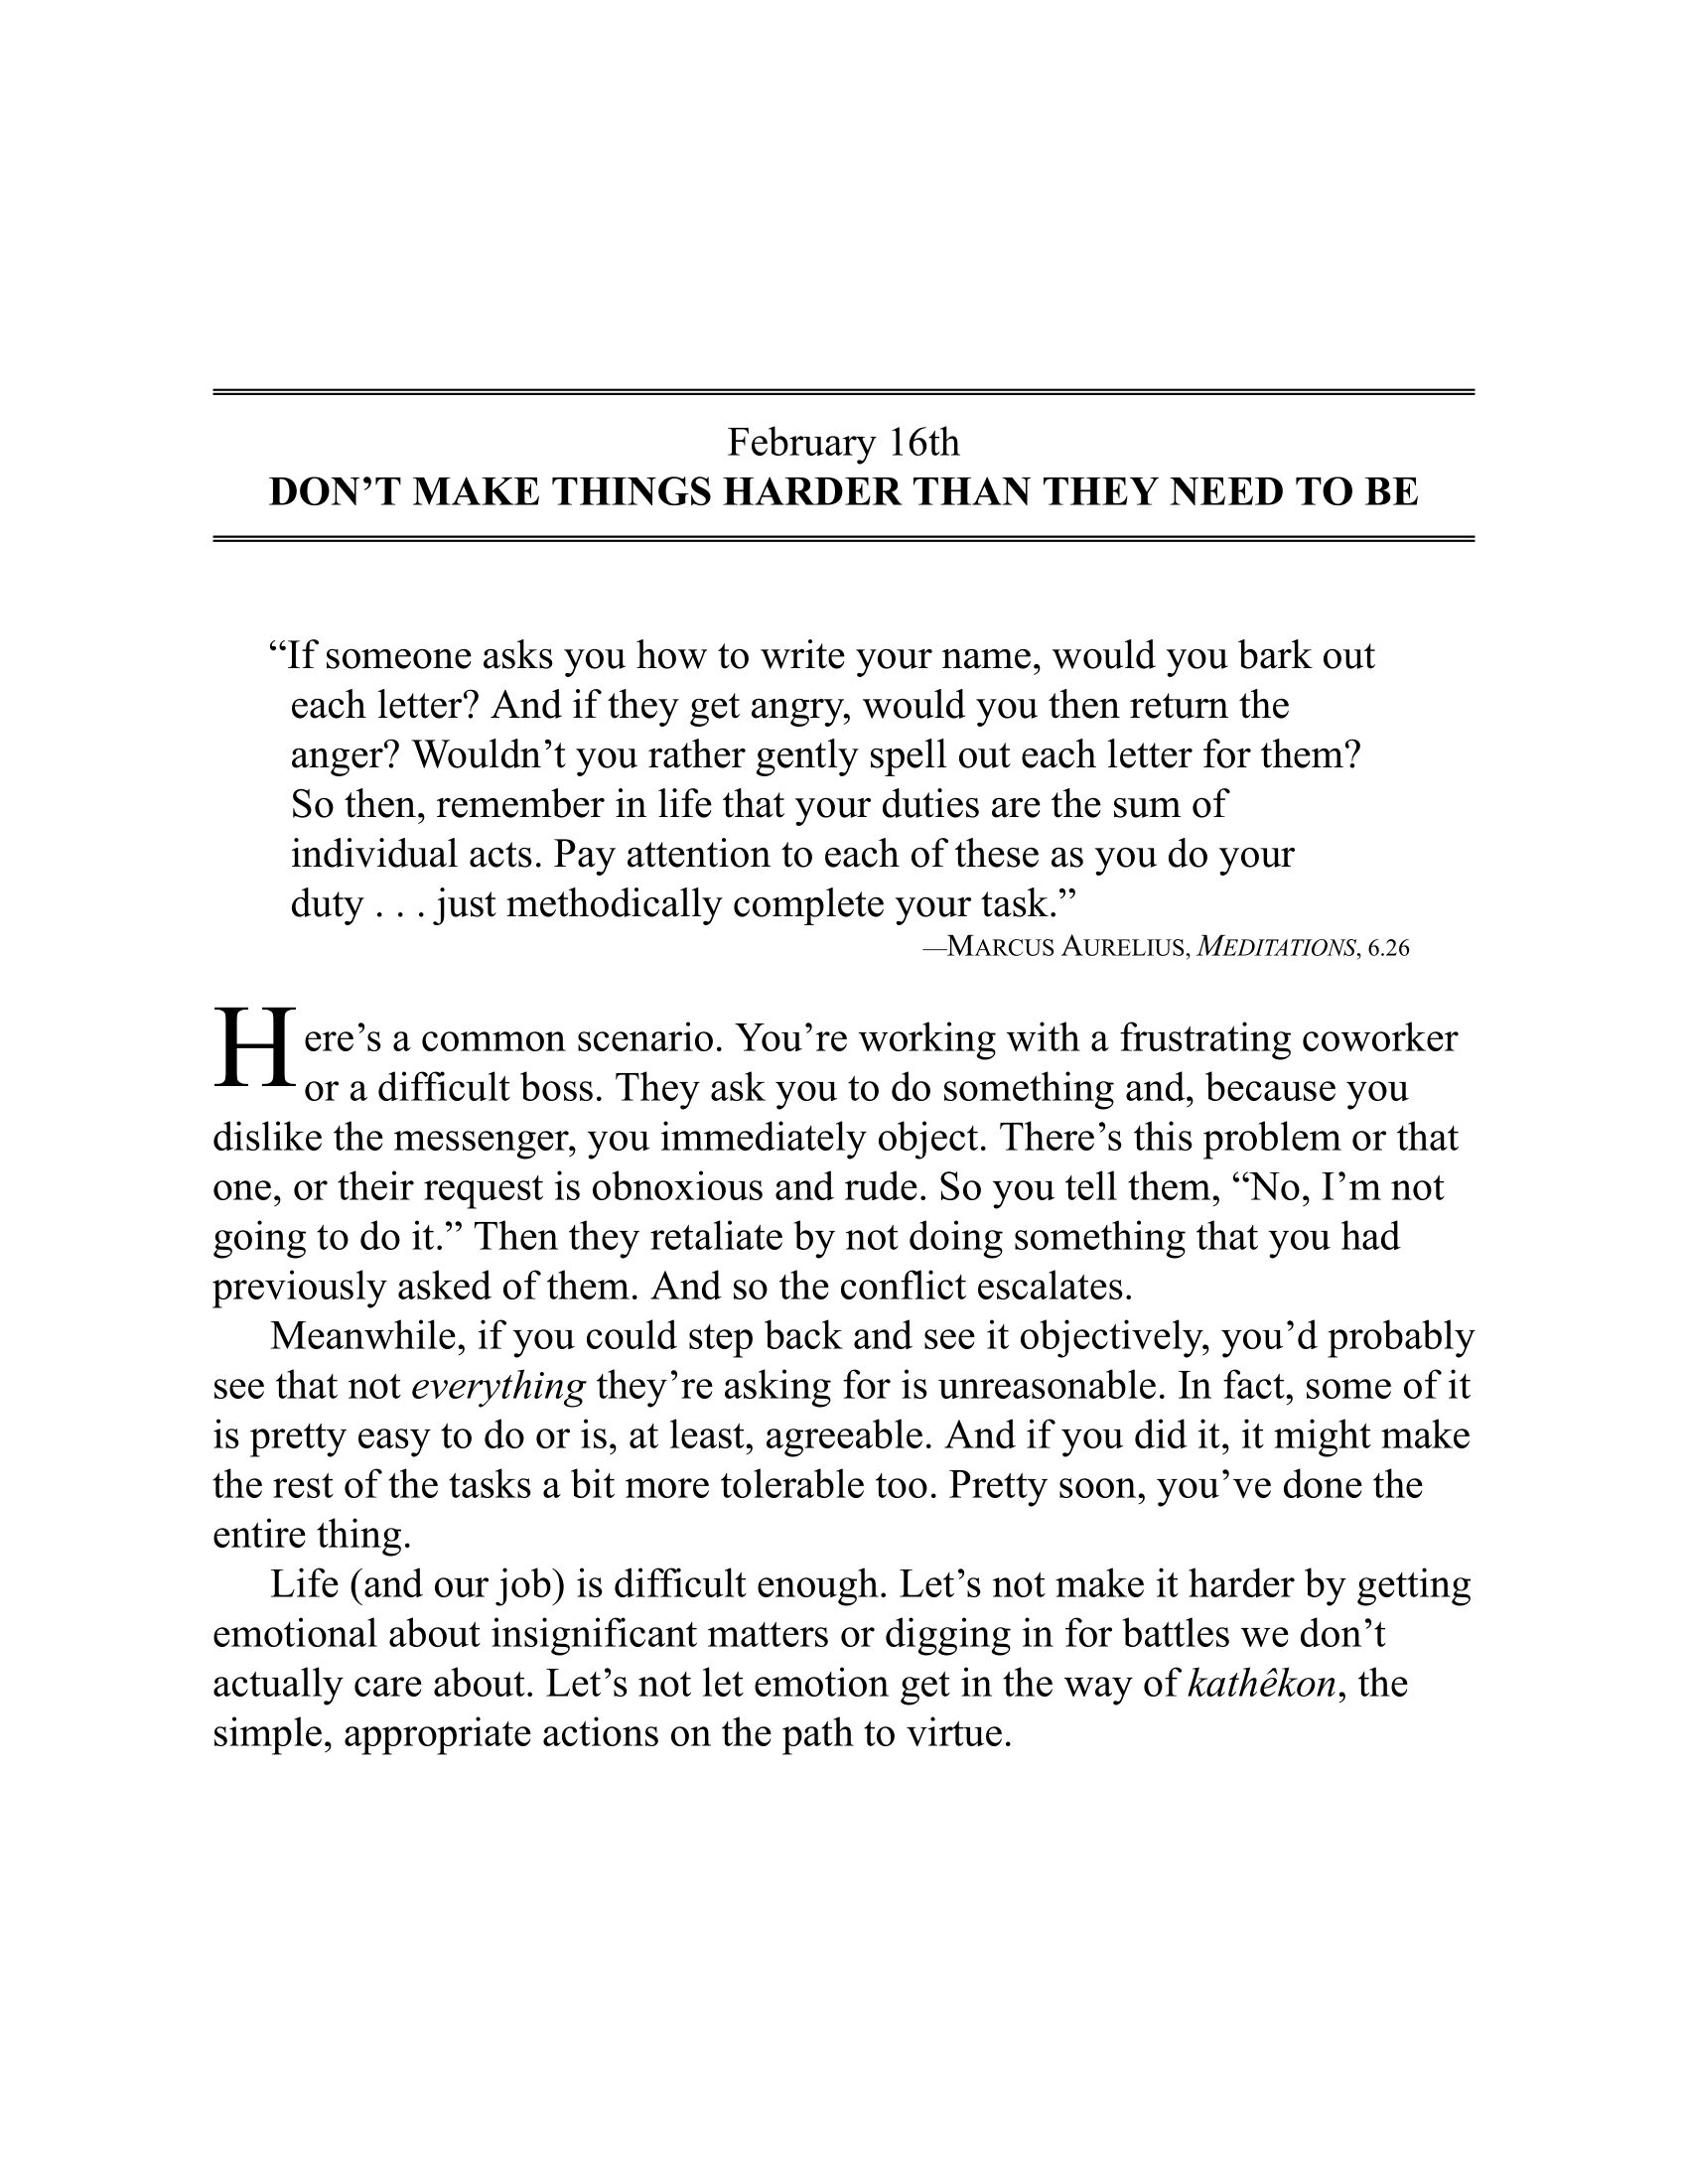 February 16th
DON’T MAKE THINGS HARDER THAN THEY NEED TO BE
“If someone asks you how to write your name, would you bark out
each letter? And if they get angry, would you then return the
anger? Wouldn’t you rather gently spell out each letter for them?
So then, remember in life that your duties are the sum of
individual acts. Pay attention to each of these as you do your
duty . . . just methodically complete your task.”
—MARCUS AURELIUS, MEDITATIONS, 6.26
Here’s a common scenario. You’re working with a frustrating coworker
or a difficult boss. They ask you to do something and, because you
dislike the messenger, you immediately object. There’s this problem or that
one, or their request is obnoxious and rude. So you tell them, “No, I’m not
going to do it.” Then they retaliate by not doing something that you had
previously asked of them. And so the conflict escalates.
Meanwhile, if you could step back and see it objectively, you’d probably
see that not everything they’re asking for is unreasonable. In fact, some of it
is pretty easy to do or is, at least, agreeable. And if you did it, it might make
the rest of the tasks a bit more tolerable too. Pretty soon, you’ve done the
entire thing.
Life (and our job) is difficult enough. Let’s not make it harder by getting
emotional about insignificant matters or digging in for battles we don’t
actually care about. Let’s not let emotion get in the way of kathêkon, the
simple, appropriate actions on the path to virtue.